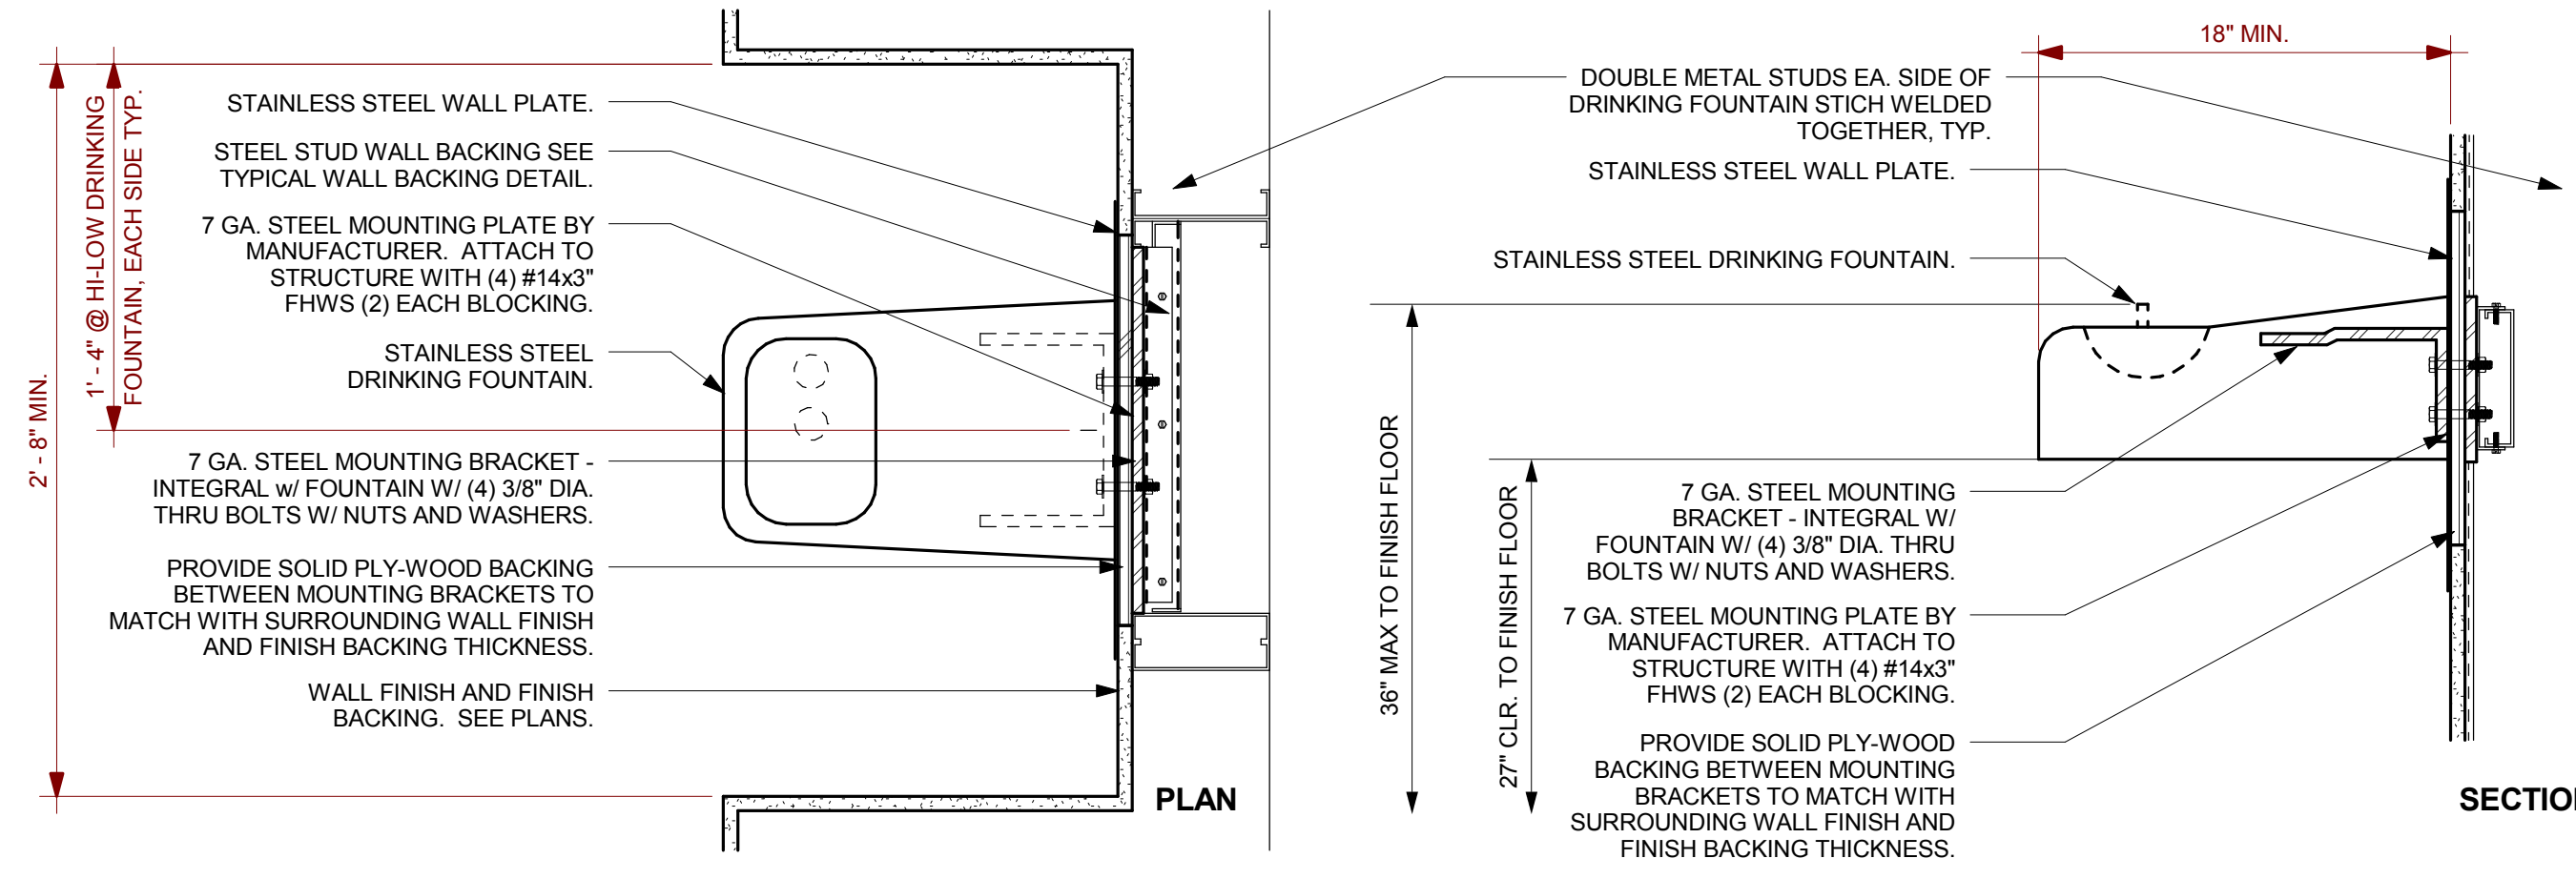 2' - 8" MIN.
1' - 4" @ HI-LOW DRINKING
FOUNTAIN, EACH SIDE TYP.
STAINLESS STEEL WALL PLATE.
STEEL STUD WALL BACKING SEE
TYPICAL WALL BACKING DETAIL.
7 GA. STEEL MOUNTING PLATE BY
MANUFACTURER. ATTACH TO
STRUCTURE WITH (4) #14x3"
FHWS (2) EACH BLOCKING.
STAINLESS STEEL
DRINKING FOUNTAIN.
7 GA. STEEL MOUNTING BRACKET -
INTEGRAL w/ FOUNTAIN W/ (4) 3/8" DIA.
THRU BOLTS W/ NUTS AND WASHERS.
PROVIDE SOLID PLY-WOOD BACKING
BETWEEN MOUNTING BRACKETS TO
MATCH WITH SURROUNDING WALL FINISH
AND FINISH BACKING THICKNESS.
WALL FINISH AND FINISH
BACKING. SEE PLANS.
PLAN
18" MIN.
DOUBLE METAL STUDS EA. SIDE OF
DRINKING FOUNTAIN STICH WELDED
TOGETHER, TYP.
STAINLESS STEEL WALL PLATE.
STAINLESS STEEL DRINKING FOUNTAIN.
36" MAX TO FINISH FLOOR
27" CLR. TO FINISH FLOOR
7 GA. STEEL MOUNTING
BRACKET - INTEGRAL W/
FOUNTAIN W/ (4) 3/8" DIA. THRU
BOLTS W/ NUTS AND WASHERS.
7 GA. STEEL MOUNTING PLATE BY
MANUFACTURER. ATTACH TO
STRUCTURE WITH (4) #14x3"
FHWS (2) EACH BLOCKING.
PROVIDE SOLID PLY-WOOD
BACKING BETWEEN MOUNTING
BRACKETS TO MATCH WITH
SURROUNDING WALL FINISH AND
FINISH BACKING THICKNESS.
SECTION